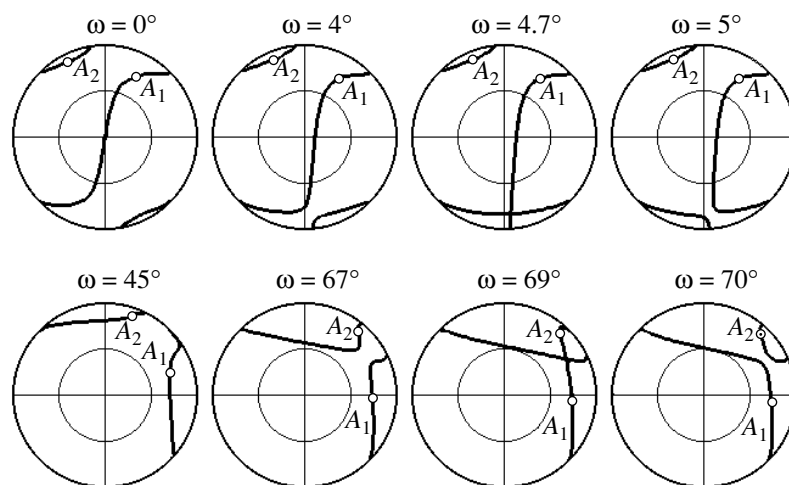 ω = 0°
ω = 4°
ω = 4.7°
ω = 5°
A₂
A₁
A₂
A₁
A₂
A₁
A₂
A₁
ω = 45°
ω = 67°
ω = 69°
ω = 70°
A₂
A₁
A₂
A₁
A₂
A₁
A₂
A₁